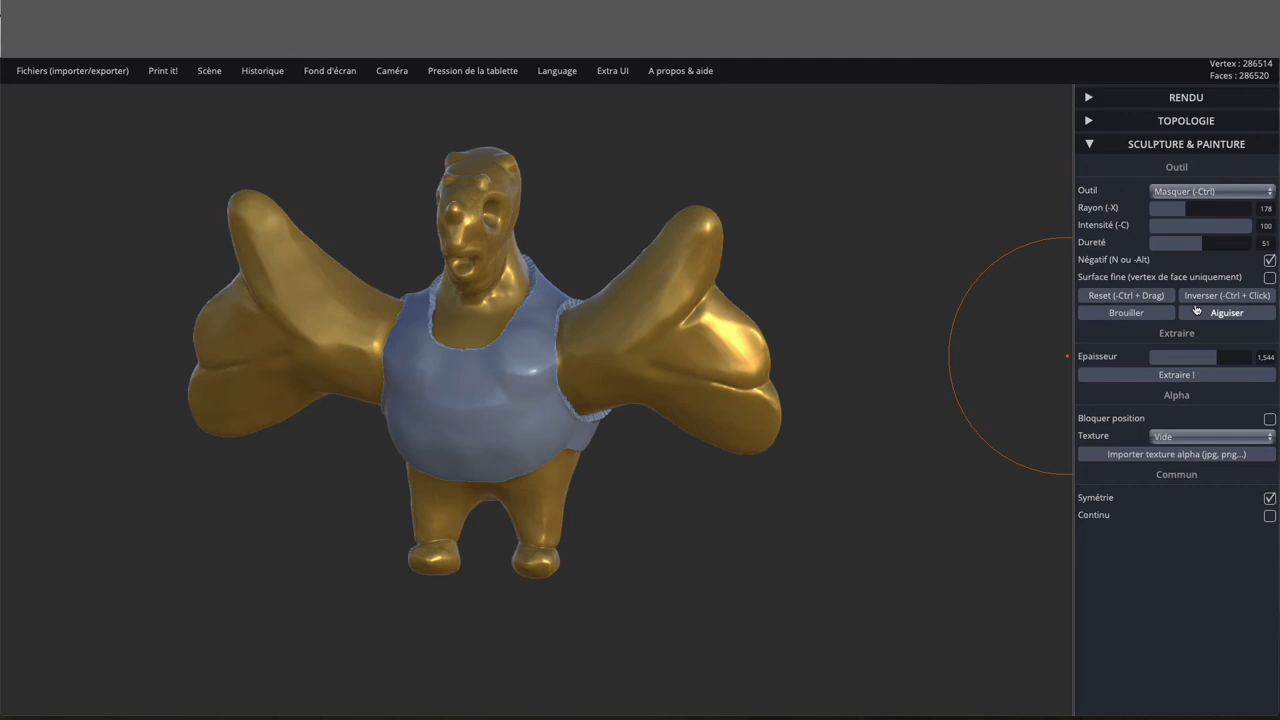 Fichiers (importer/exporter) Print it! Scène Historique Fond d'écran Caméra Pression de la tablette Language Extra UI A propos & aide
Vertex : 286514
Faces : 286520
RENDU
TOPOLOGIE
SCULPTURE & PAINTURE
Outil
Outil Masquer (-Ctrl)
Rayon (-X) 178
Intensité (-C) 100
Dureté 51
Négatif (N ou -Alt)
Surface fine (vertex de face uniquement)
Reset (-Ctrl + Drag) Inverser (-Ctrl + Click)
Brouiller Aiguiser
Extraire
Epaisseur 1,544
Extraire !
Alpha
Bloquer position
Texture Vide
Importer texture alpha (jpg, png...)
Commun
Symétrie
Continu